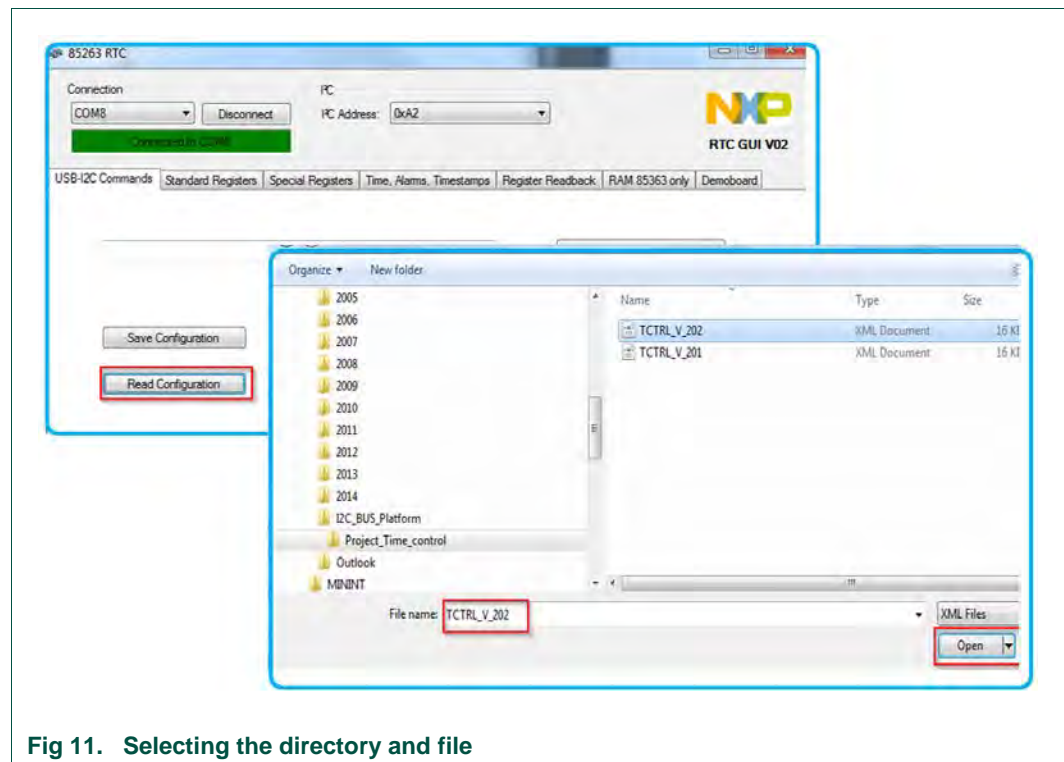 85263 RTC
Connection
I²C
COM8
Disconnect
I²C Address:
0xA2
NXP
Connected to COM8
RTC GUI V02
USB-I2C Commands
Standard Registers
Special Registers
Time, Alarms, Timestamps
Register Readback
RAM 85363 only
Demoboard
Save Configuration
Read Configuration
Organize
New folder
2005
2006
2007
2008
2009
2010
2011
2012
2013
2014
I2C_BUS_Platform
Project_Time_control
Outlook
MININT
Name
Type
Size
TCTRL_V_202
XML Document
16 K
TCTRL_V_201
XML Document
16 K
File name:
TCTRL_V_202
XML Files
Open
Fig 11. Selecting the directory and file